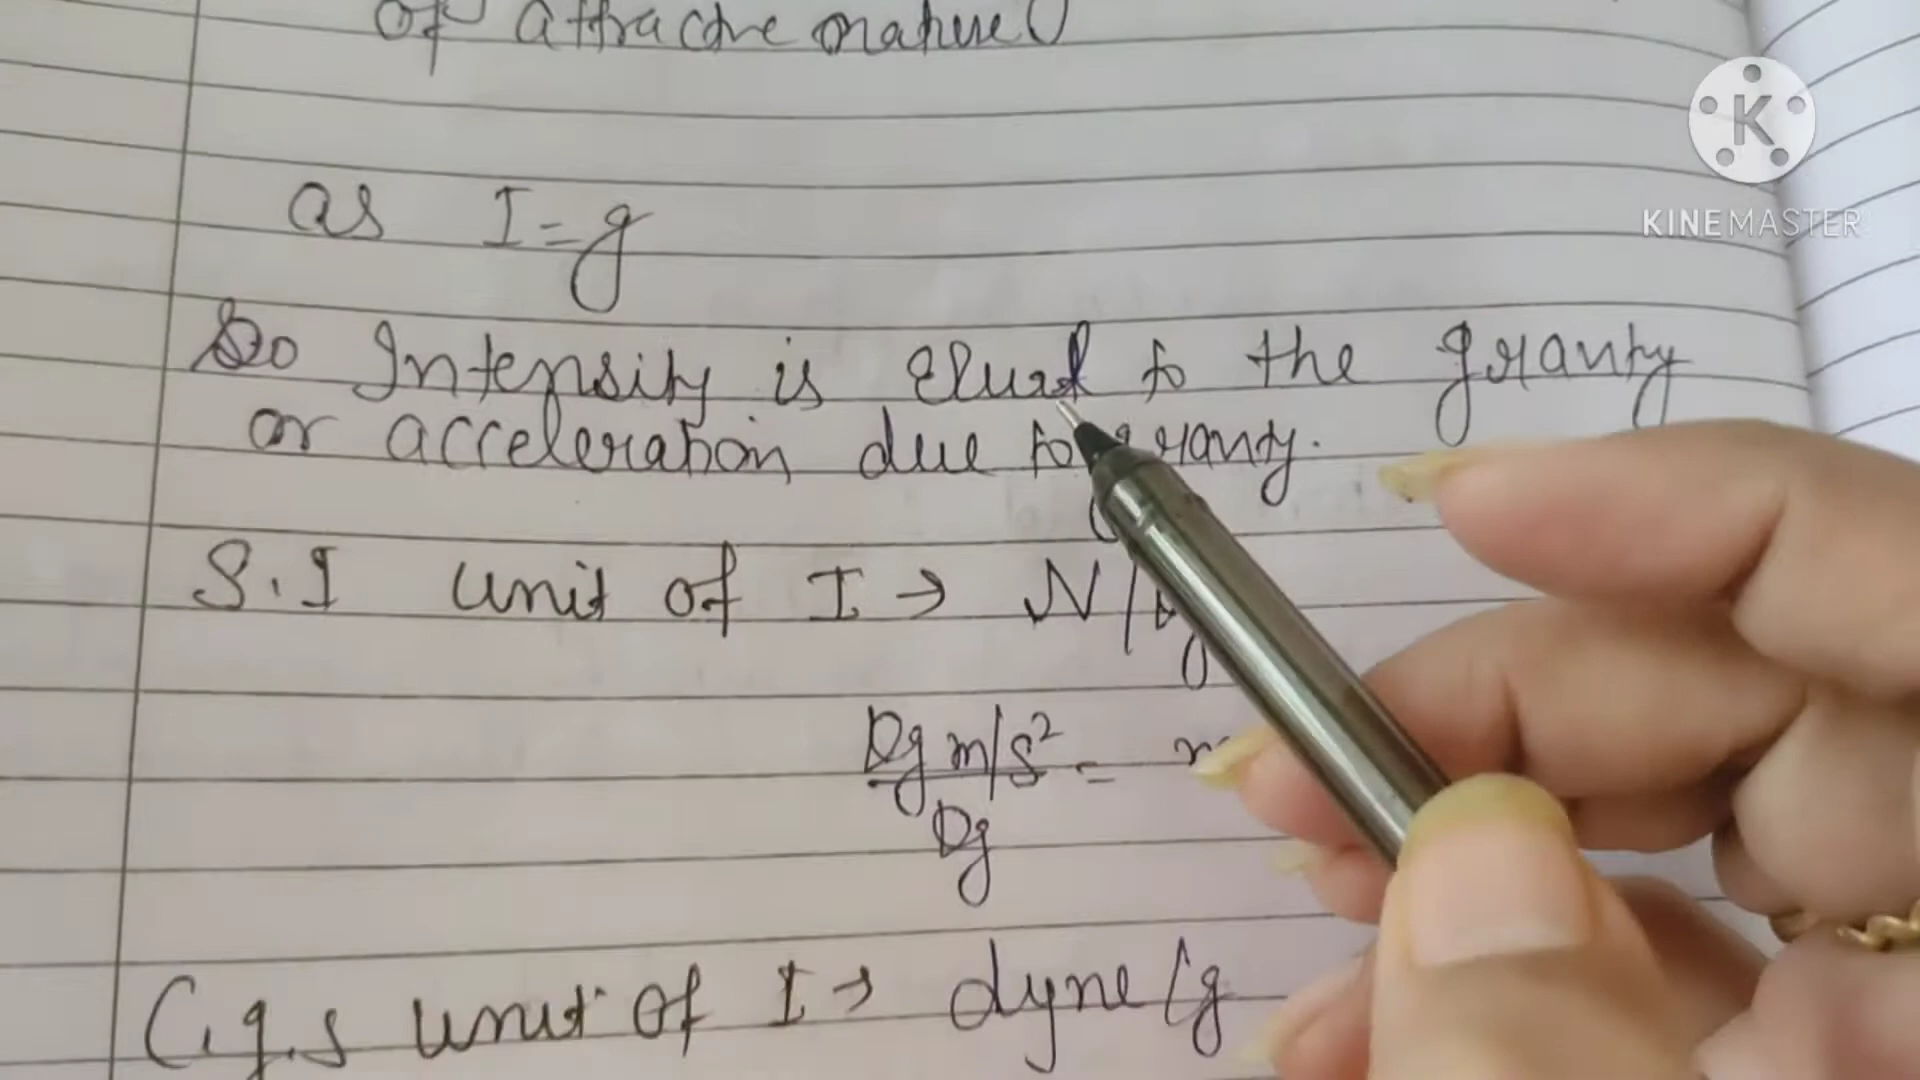 of attractive nature)
as I = g
K
KINEMASTER
So Intensity is equal to the gravity
or acceleration due to gravity.
S.I unit of I → N/kg
kg m/s² =
kg
C.g.s unit of I → dyne/g